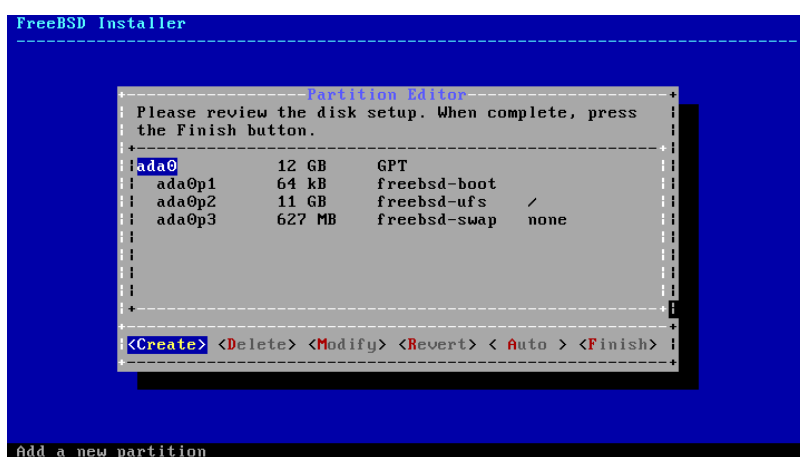 FreeBSD Installer
Partition Editor
Please review the disk setup. When complete, press
the Finish button.
ada0 12 GB GPT
ada0p1 64 kB freebsd-boot
ada0p2 11 GB freebsd-ufs /
ada0p3 627 MB freebsd-swap none
<Create> <Delete> <Modify> <Revert> < Auto > <Finish>
Add a new partition